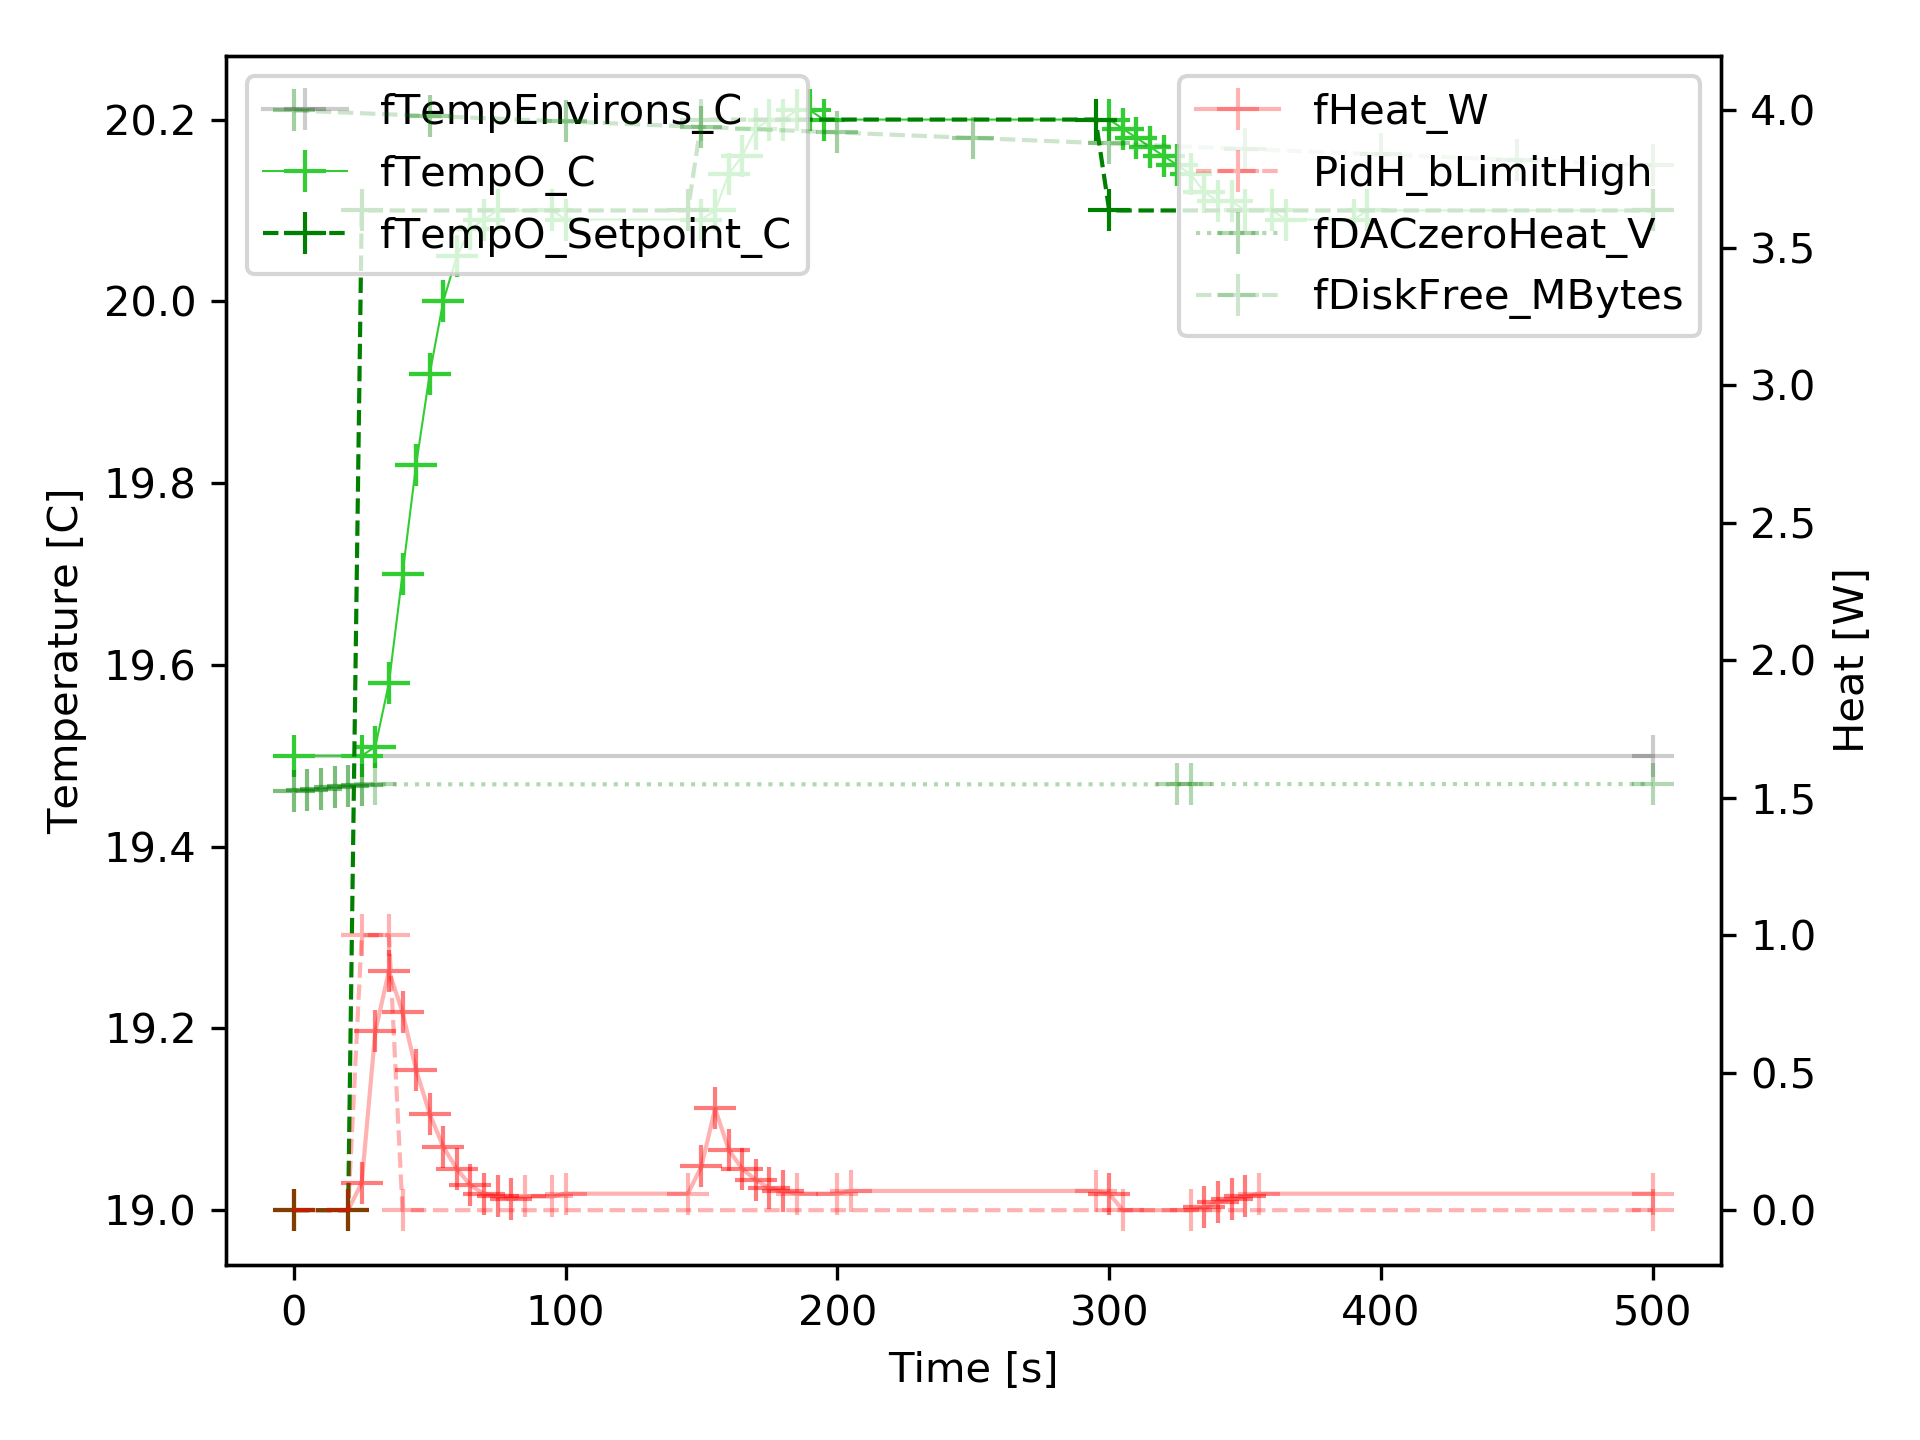 fTempEnvirons_C
fTempO_C
fTempO_Setpoint_C
fHeat_W
PidH_bLimitHigh
fDACzeroHeat_V
fDiskFree_MBytes
Temperature [C]
20.2
20.0
19.8
19.6
19.4
19.2
19.0
4.0
3.5
3.0
2.5
2.0
1.5
1.0
0.5
0.0
Heat [W]
0 100 200 300 400 500
Time [s]